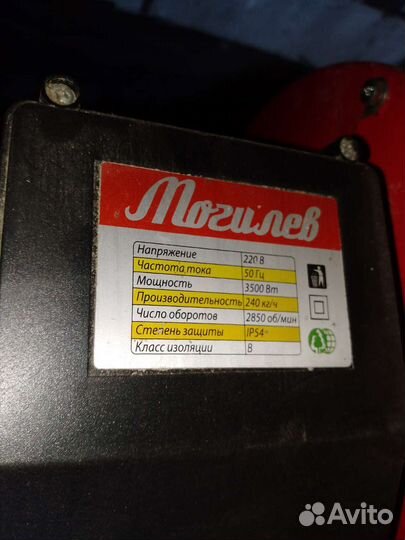 Могилев
Напряжение 220 В
Частота тока 50 Гц
Мощность 3500 Вт
Производительность 240 кг/ч
Число оборотов 2850 об/мин
Степень защиты IP54
Класс изоляции В
Avito